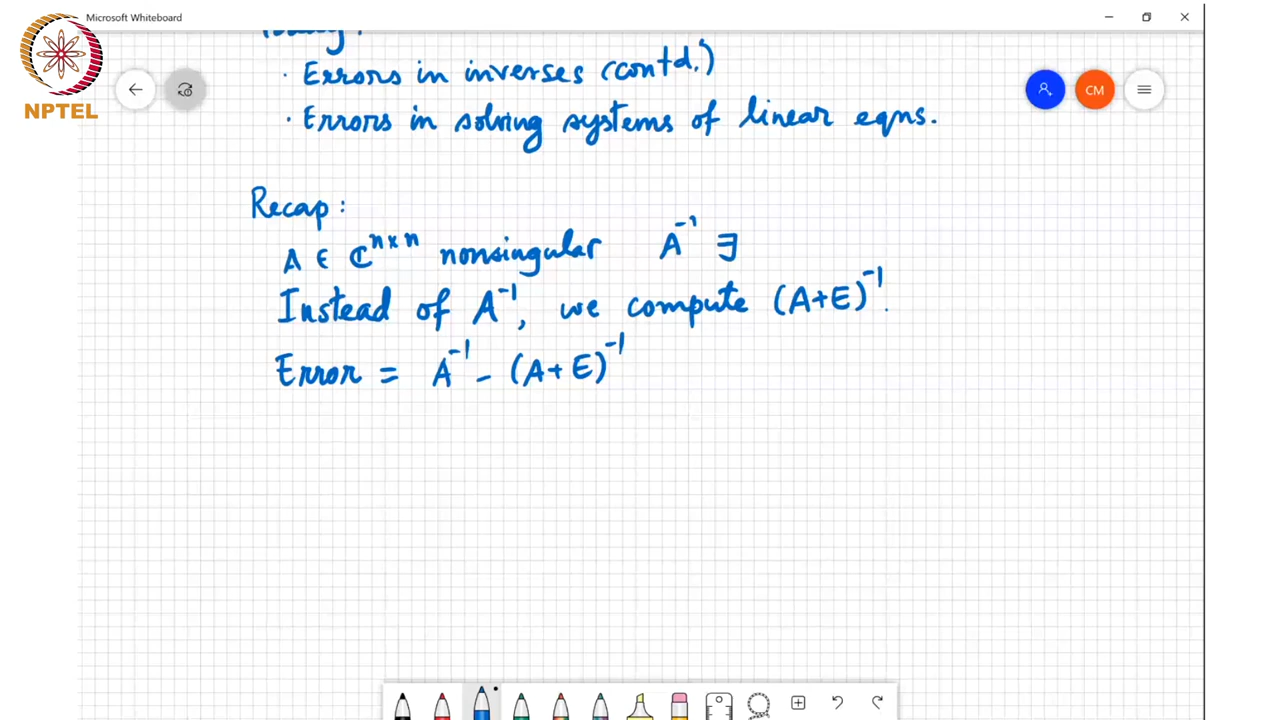 Microsoft Whiteboard
NPTEL
CM
Today :
· Errors in inverses (contd.)
· Errors in solving systems of linear eqns.
Recap :
A ∈ ℂ^{n×n} nonsingular A^{-1} ∃
Instead of A^{-1}, we compute (A+E)^{-1}.
Error = A^{-1} - (A+E)^{-1}